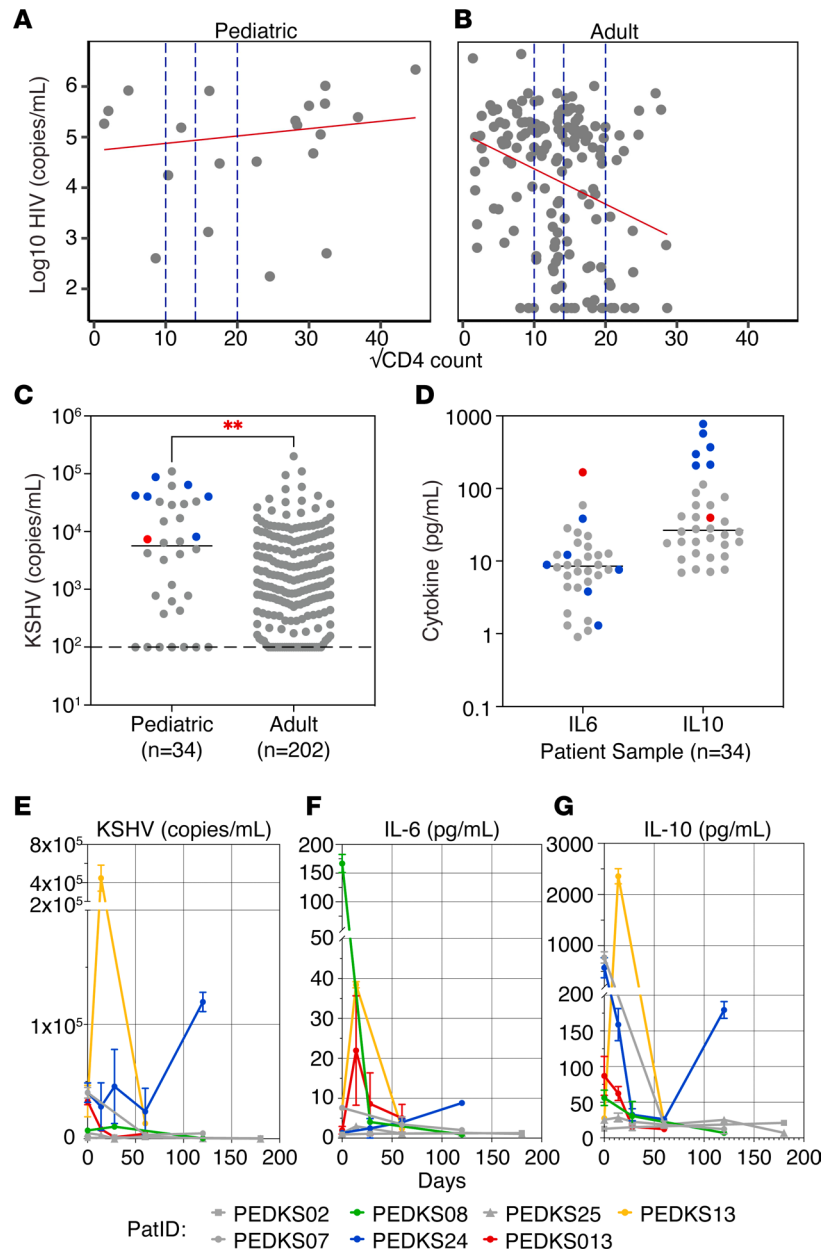 A
Pediatric
B
Adult
Log10 HIV (copies/mL)
6
5
4
3
2
0 10 20 30 40
0 10 20 30 40
√CD4 count
C
KSHV (copies/mL)
10⁶
10⁵
10⁴
10³
10²
10¹
**
Pediatric
(n=34)
Adult
(n=202)
D
Cytokine (pg/mL)
1000
100
10
1
0.1
IL6
IL10
Patient Sample (n=34)
E
KSHV (copies/mL)
8x10⁵
4x10⁵
2x10⁵
1x10⁵
0
0 50 100 150 200
F
IL-6 (pg/mL)
200
150
100
50
40
30
20
10
0
0 50 100 150 200
G
IL-10 (pg/mL)
3000
2000
1000
200
150
100
50
0
0 50 100 150 200
Days
PatID:
PEDKS02 PEDKS08 PEDKS25 PEDKS13
PEDKS07 PEDKS24 PEDKS013